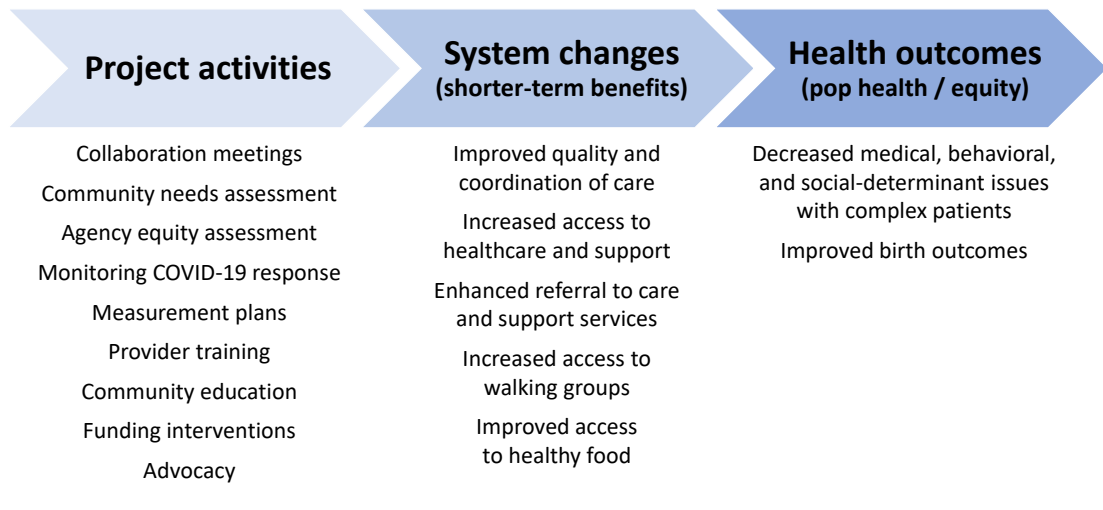 Project activities
Collaboration meetings
Community needs assessment
Agency equity assessment
Monitoring COVID-19 response
Measurement plans
Provider training
Community education
Funding interventions
Advocacy
System changes
(shorter-term benefits)
Improved quality and
coordination of care
Increased access to
healthcare and support
Enhanced referral to care
and support services
Increased access to
walking groups
Improved access
to healthy food
Health outcomes
(pop health / equity)
Decreased medical, behavioral,
and social-determinant issues
with complex patients
Improved birth outcomes